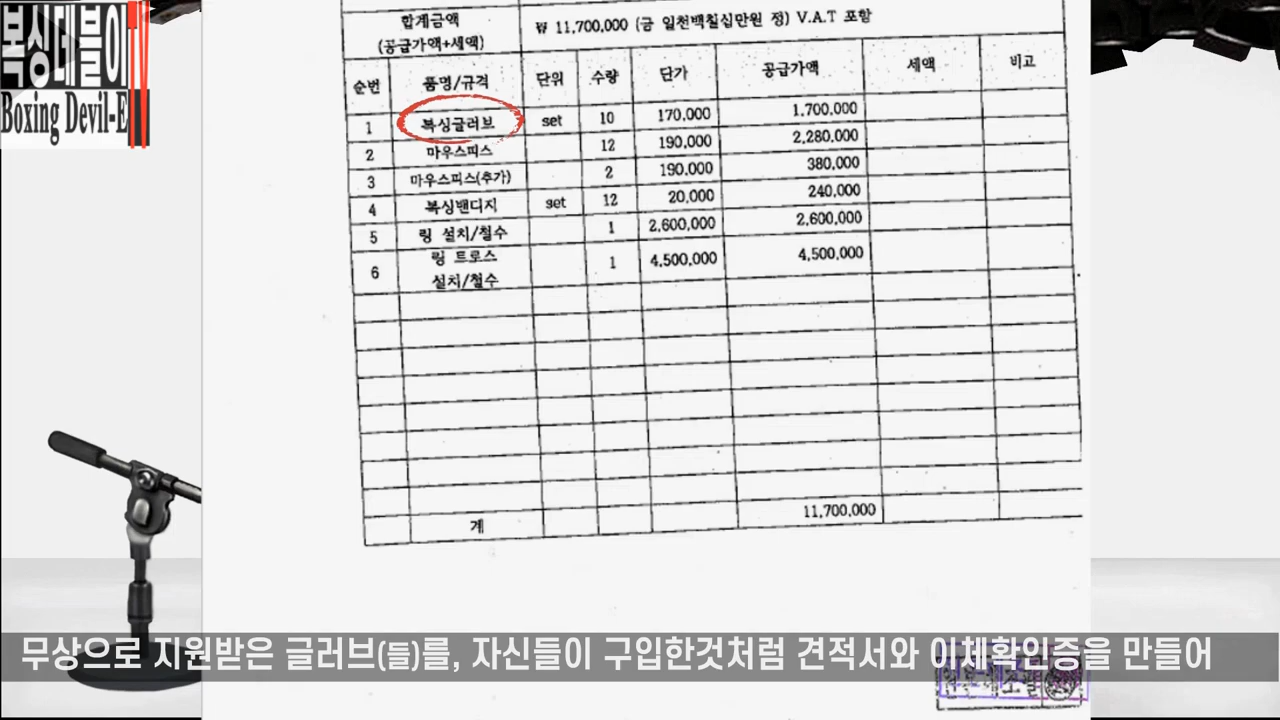 복싱데블이TV
Boxing Devil-E
합계금액
(공급가액+세액)
₩ 11,700,000 (금 일천백칠십만원 정) V.A.T 포함
순번 품명/규격 단위 수량 단가 공급가액 세액 비고
1 복싱글러브 set 10 170,000 1,700,000
2 마우스피스 12 190,000 2,280,000
3 마우스피스(추가) 2 190,000 380,000
4 복싱밴디지 set 12 20,000 240,000
5 링 설치/철수 1 2,600,000 2,600,000
6 링 트로스 설치/철수 1 4,500,000 4,500,000
계 11,700,000
무상으로 지원받은 글러브(들)를, 자신들이 구입한것처럼 견적서와 이체확인증을 만들어